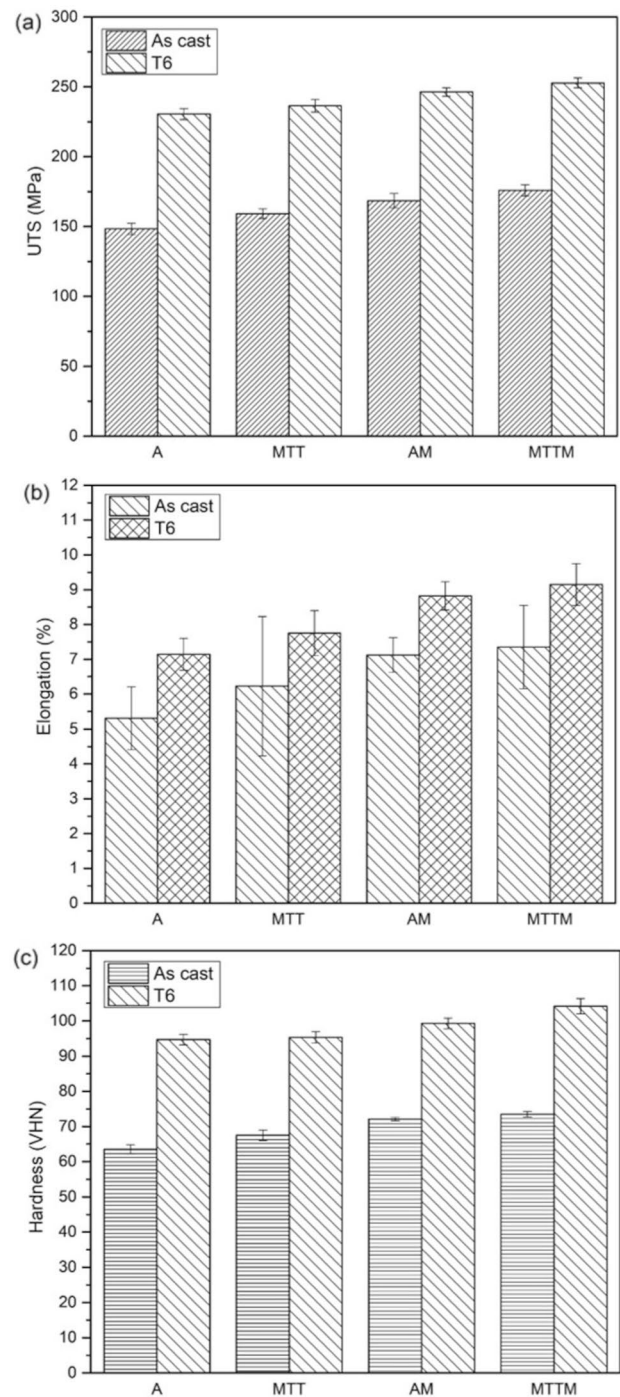 (a)
300
250
200
150
100
50
0
UTS (MPa)
As cast
T6
A MTT AM MTTM
(b)
12
11
10
9
8
7
6
5
4
3
2
1
0
Elongation (%)
As cast
T6
A MTT AM MTTM
(c)
120
110
100
90
80
70
60
50
40
30
20
10
0
Hardness (VHN)
As cast
T6
A MTT AM MTTM